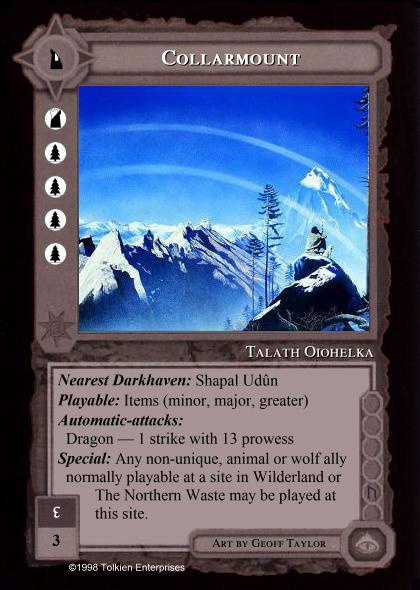 COLLARMOUNT
TALATH OIOHELKA
Nearest Darkhaven: Shapal Udûn
Playable: Items (minor, major, greater)
Automatic-attacks:
Dragon — 1 strike with 13 prowess
Special: Any non-unique, animal or wolf ally
normally playable at a site in Wilderland or
The Northern Waste may be played at
this site.
3
ART BY GEOFF TAYLOR
©1998 Tolkien Enterprises